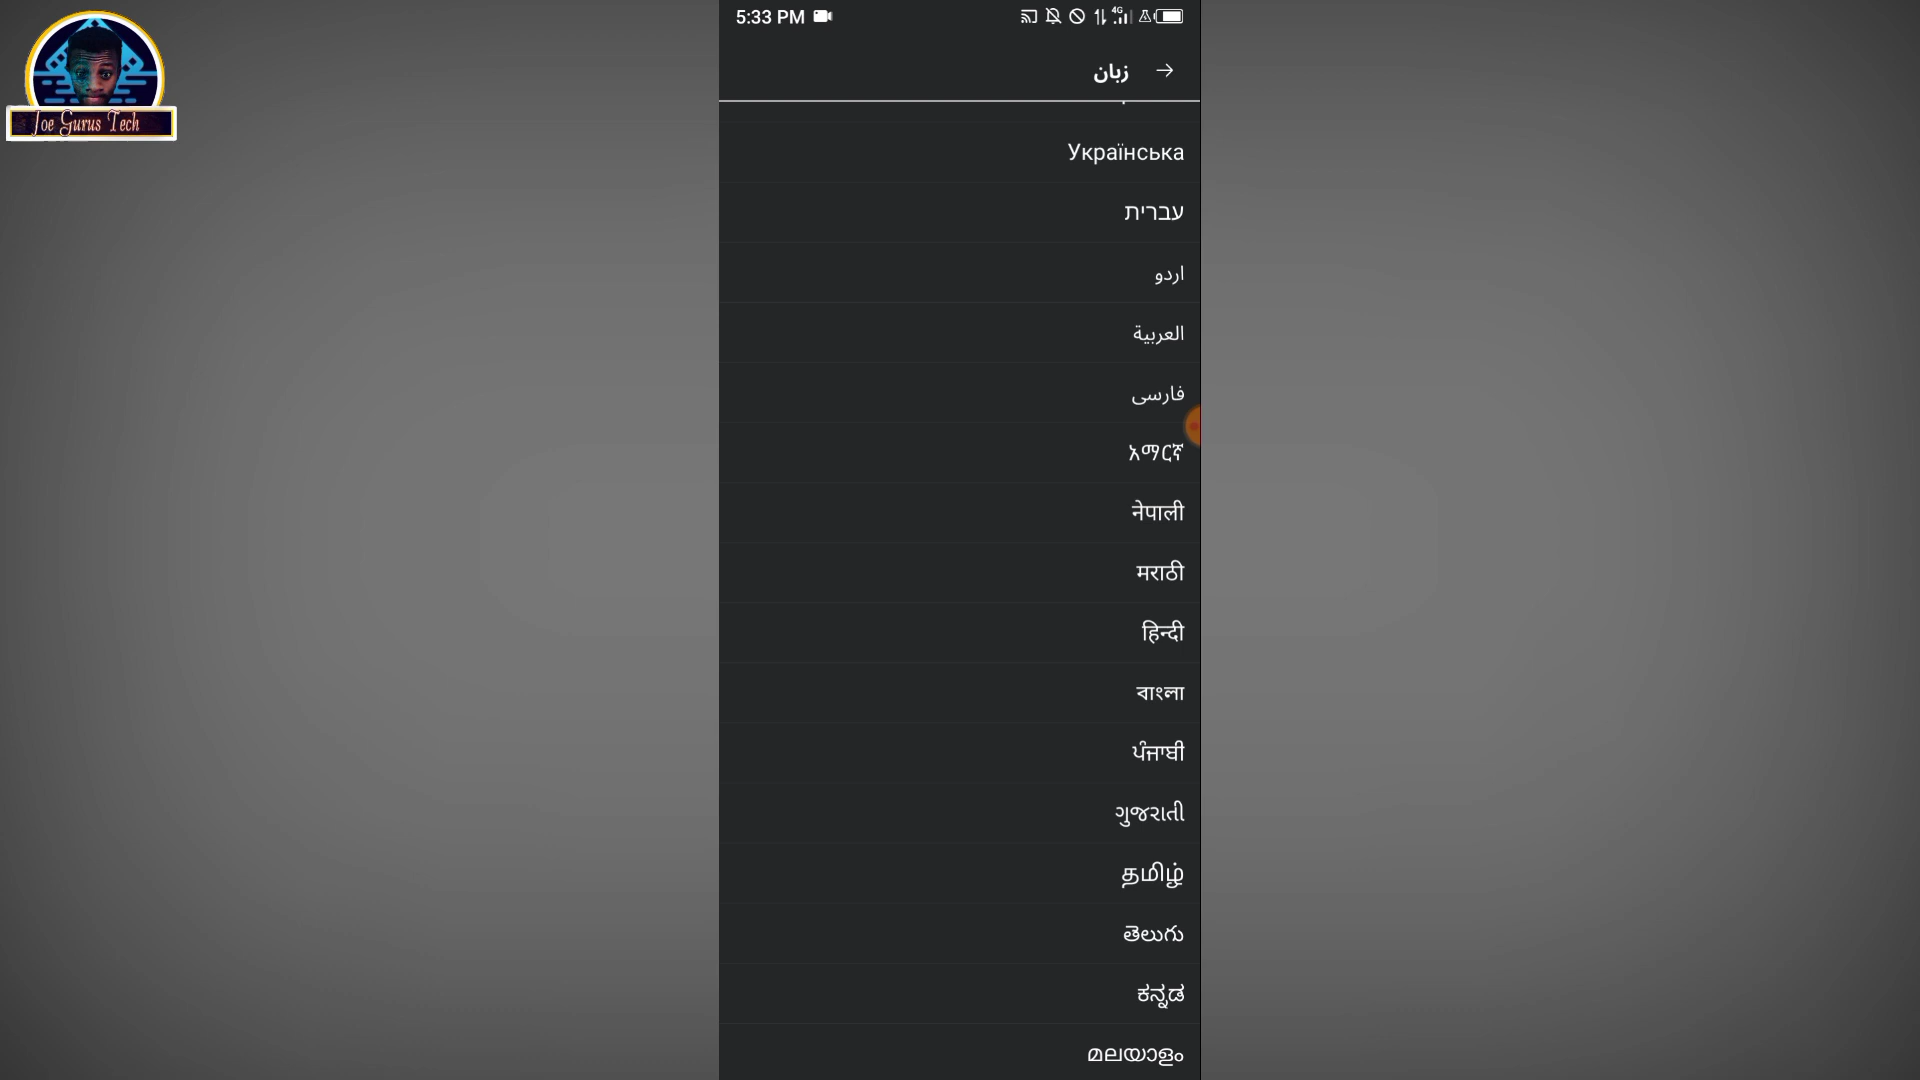 Joe Gurus Tech
5:33 PM
4G
زبان
Українська
עברית
اردو
العربية
فارسی
አማርኛ
नेपाली
मराठी
हिन्दी
বাংলা
ਪੰਜਾਬੀ
ગુજરાતી
தமிழ்
తెలుగు
ಕನ್ನಡ
മലയാളം